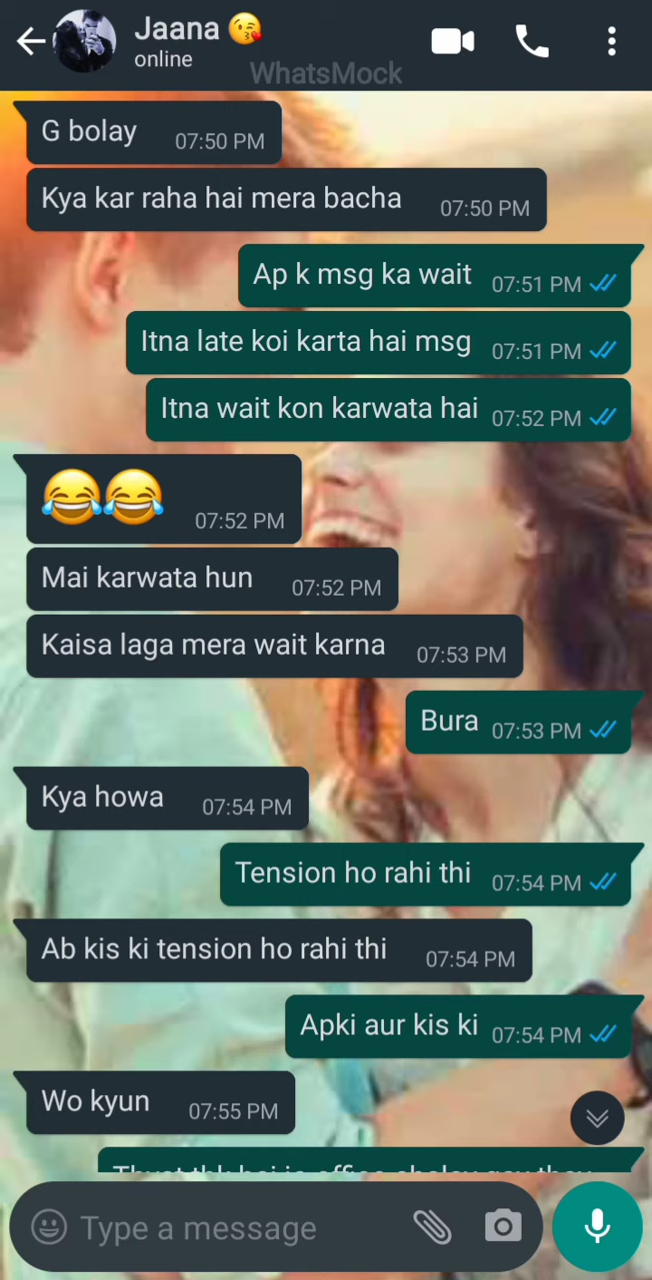 Jaana 😘
online
WhatsMock
G bolay 07:50 PM
Kya kar raha hai mera bacha 07:50 PM
Ap k msg ka wait 07:51 PM
Itna late koi karta hai msg 07:51 PM
Itna wait kon karwata hai 07:52 PM
😂😂 07:52 PM
Mai karwata hun 07:52 PM
Kaisa laga mera wait karna 07:53 PM
Bura 07:53 PM
Kya howa 07:54 PM
Tension ho rahi thi 07:54 PM
Ab kis ki tension ho rahi thi 07:54 PM
Apki aur kis ki 07:54 PM
Wo kyun 07:55 PM
Type a message